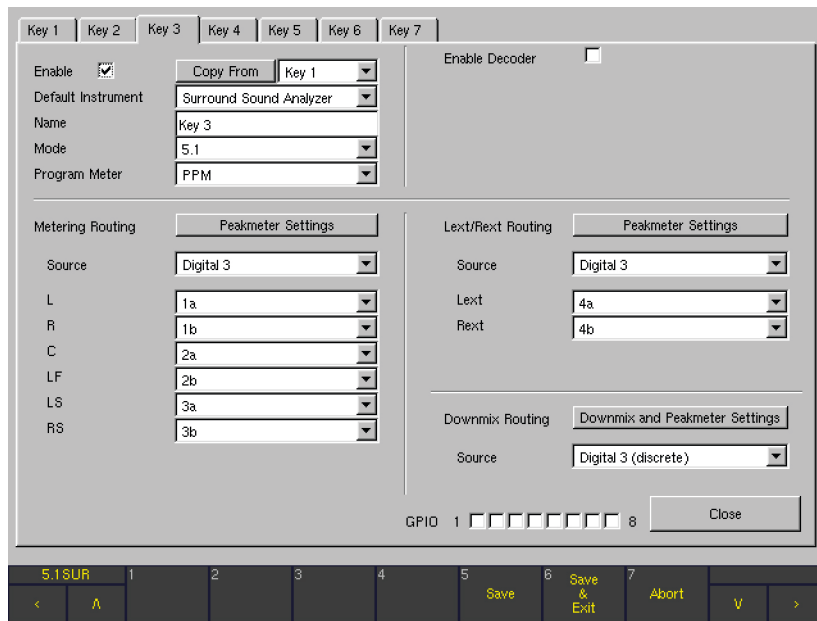 Key 1 Key 2 Key 3 Key 4 Key 5 Key 6 Key 7
Enable Copy From Key 1
Default Instrument Surround Sound Analyzer
Name Key 3
Mode 5.1
Program Meter PPM
Enable Decoder
Metering Routing Peakmeter Settings
Source Digital 3
L 1a
R 1b
C 2a
LF 2b
LS 3a
RS 3b
Lext/Rext Routing Peakmeter Settings
Source Digital 3
Lext 4a
Rext 4b
Downmix Routing Downmix and Peakmeter Settings
Source Digital 3 (discrete)
GPIO 1 8
Close
5.1SUR 1 2 3 4 5 Save 6 Save & Exit 7 Abort
< Λ V >